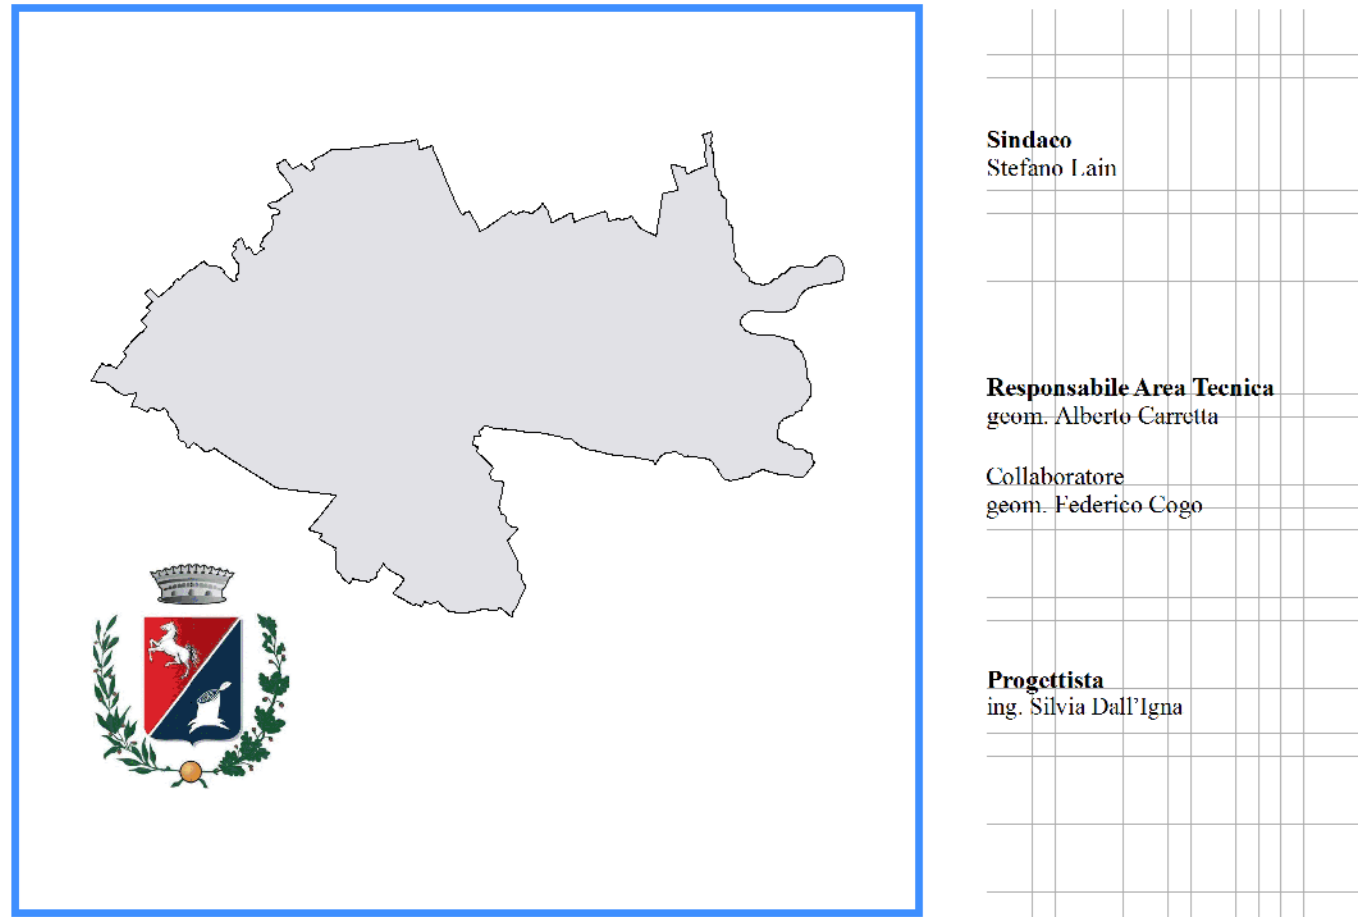 Sindaco
Stefano Lain
Responsabile Area Tecnica
geom. Alberto Carretta
Collaboratore
geom. Federico Cogo
Progettista
ing. Silvia Dall'Igna